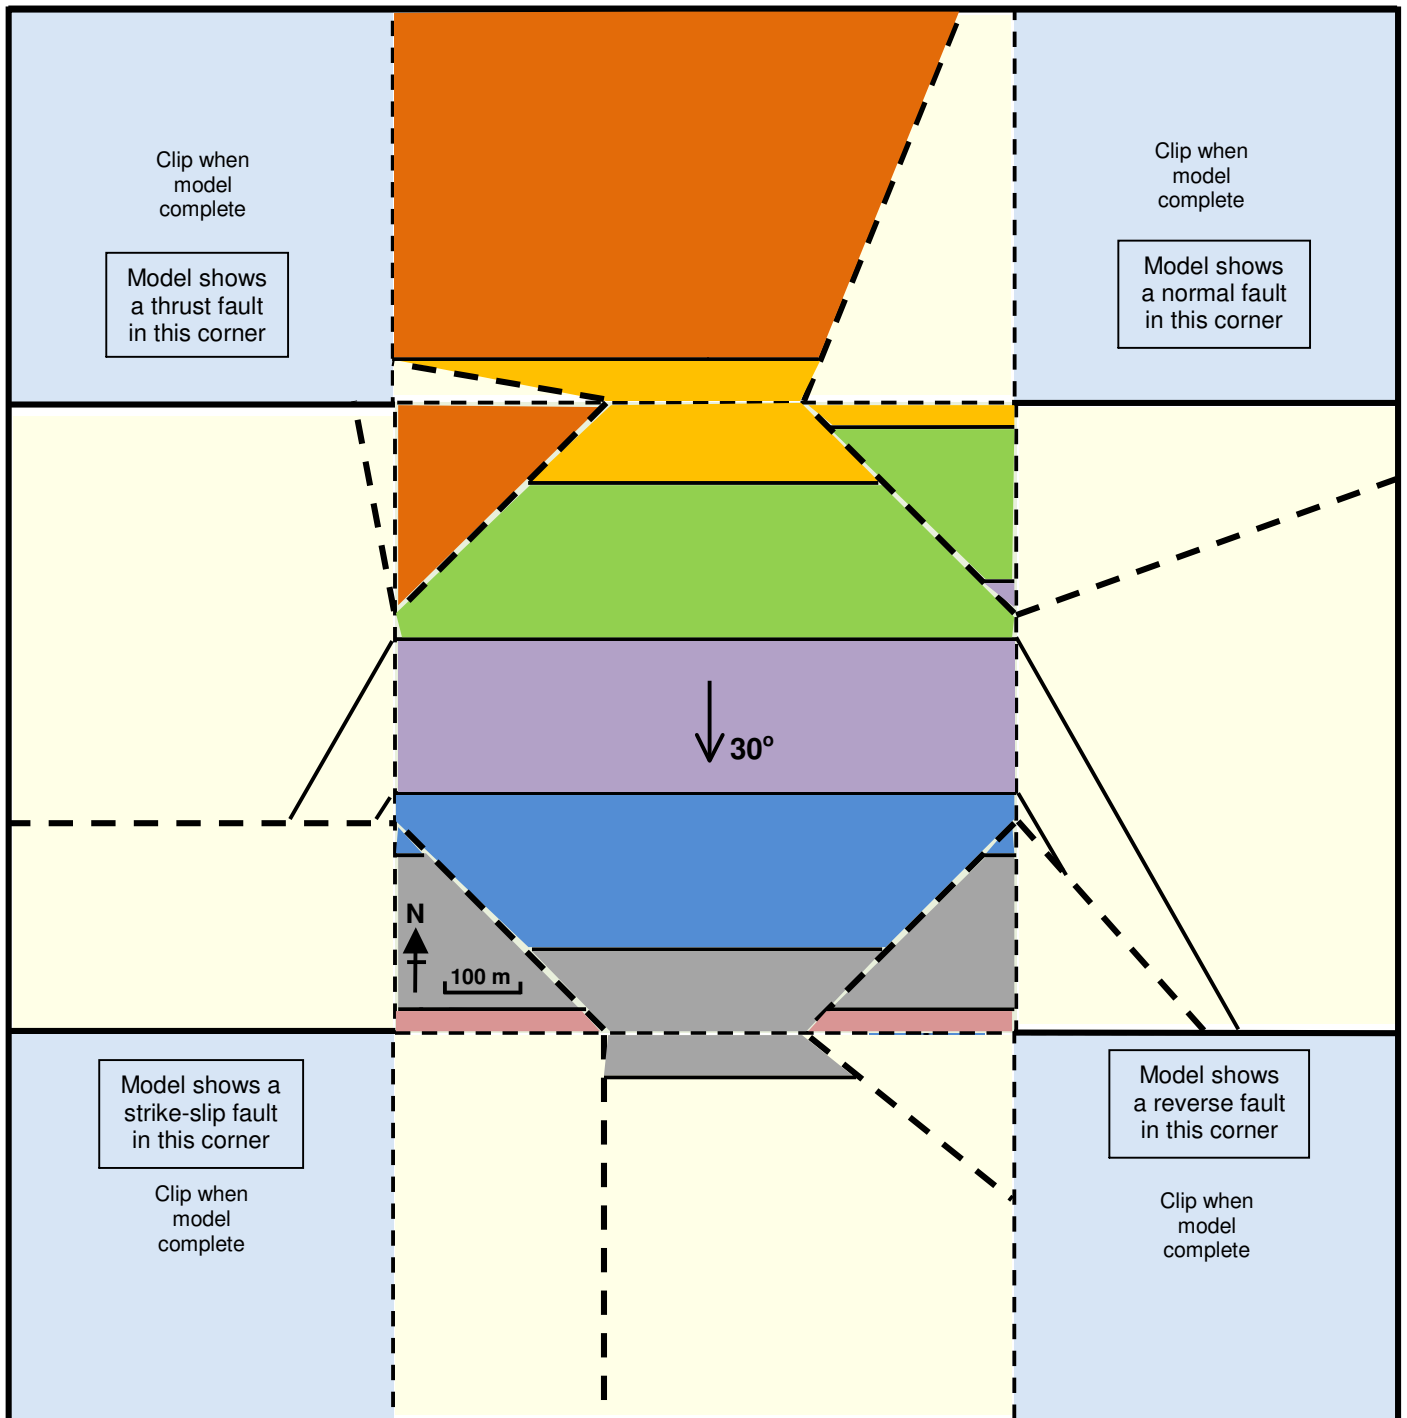 Clip when
model
complete
Model shows
a thrust fault
in this corner
Clip when
model
complete
Model shows
a normal fault
in this corner
30º
N
100 m
Model shows a
strike-slip fault
in this corner
Clip when
model
complete
Model shows
a reverse fault
in this corner
Clip when
model
complete